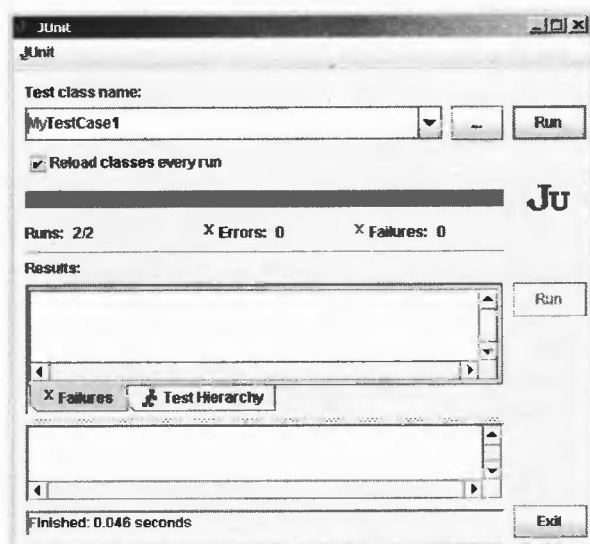 JUnit
JUnit
Test class name:
MyTestCase1
...
Run
Reload classes every run
JU
Runs: 2/2
X Errors: 0
X Failures: 0
Results:
Run
X Failures
Test Hierarchy
Finished: 0.046 seconds
Exit